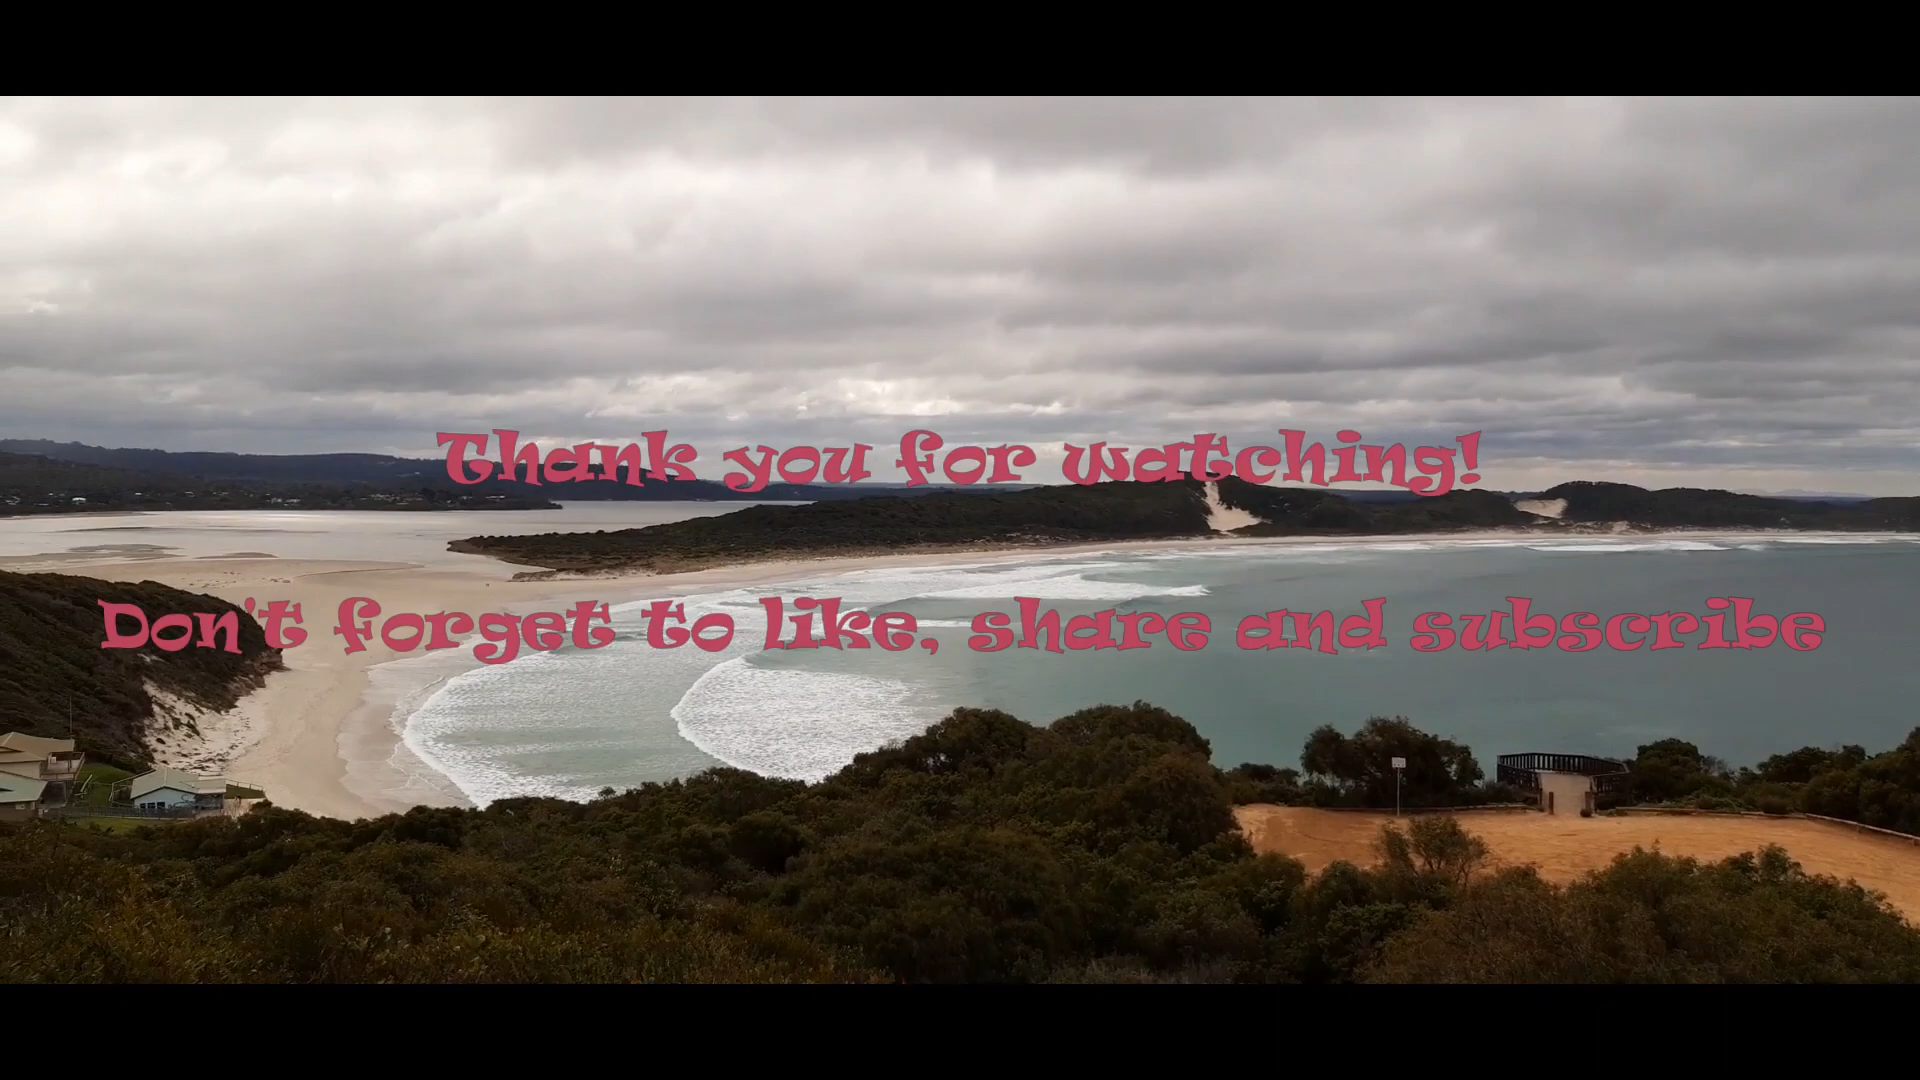 Thank you for watching!
Don't forget to like, share and subscribe